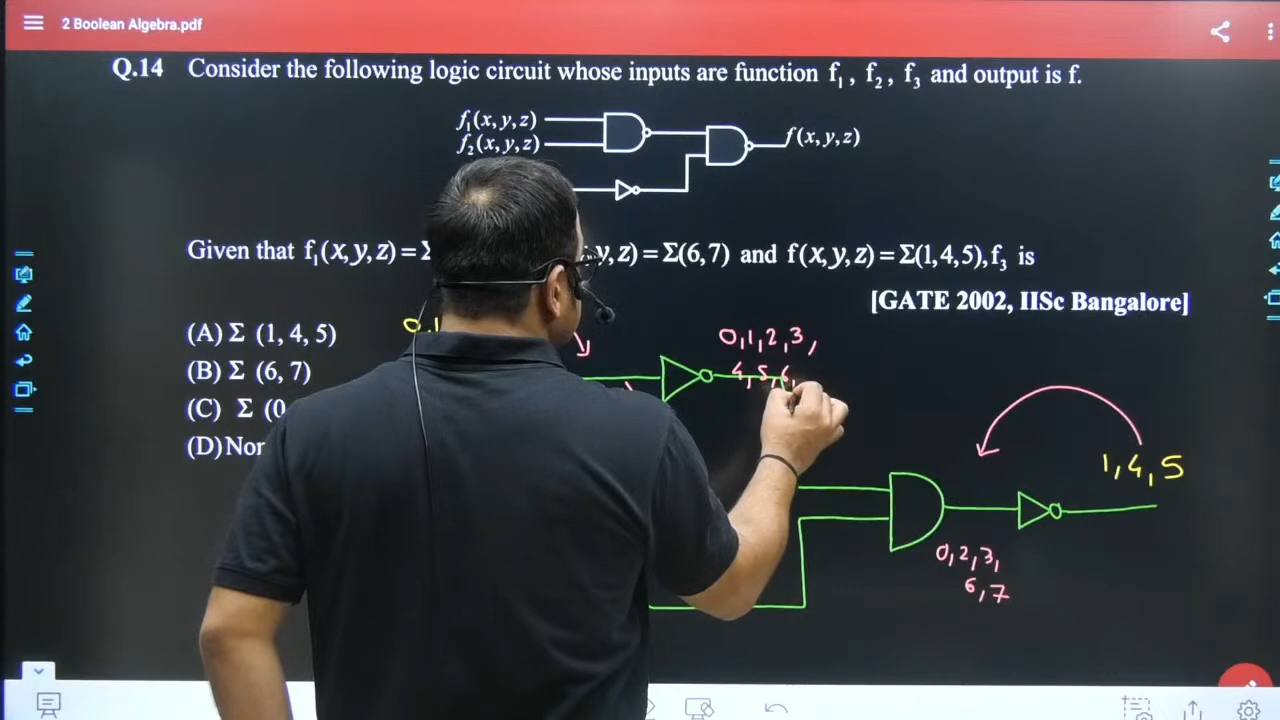 2 Boolean Algebra.pdf
Q.14 Consider the following logic circuit whose inputs are function f₁, f₂, f₃ and output is f.
f₁(x,y,z)
f₂(x,y,z)
f(x,y,z)
Given that f₁(x,y,z)=Σ y,z)=Σ(6,7) and f(x,y,z)=Σ(1,4,5),f₃ is
[GATE 2002, IISc Bangalore]
(A) Σ (1, 4, 5)
(B) Σ (6, 7)
(C) Σ (0
(D)
0,1
0,1,2,3,
4,5,6,
1,4,5
0,2,3,
6,7